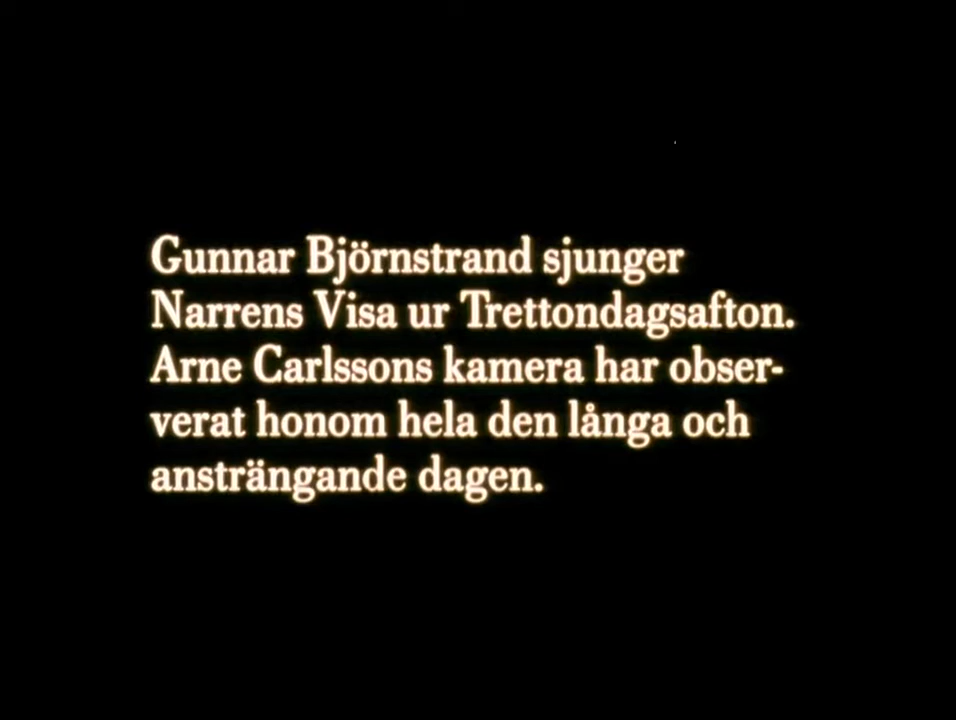 Gunnar Björnstrand sjunger
Narrens Visa ur Trettondagsafton.
Arne Carlssons kamera har obser-
verat honom hela den långa och
ansträngande dagen.